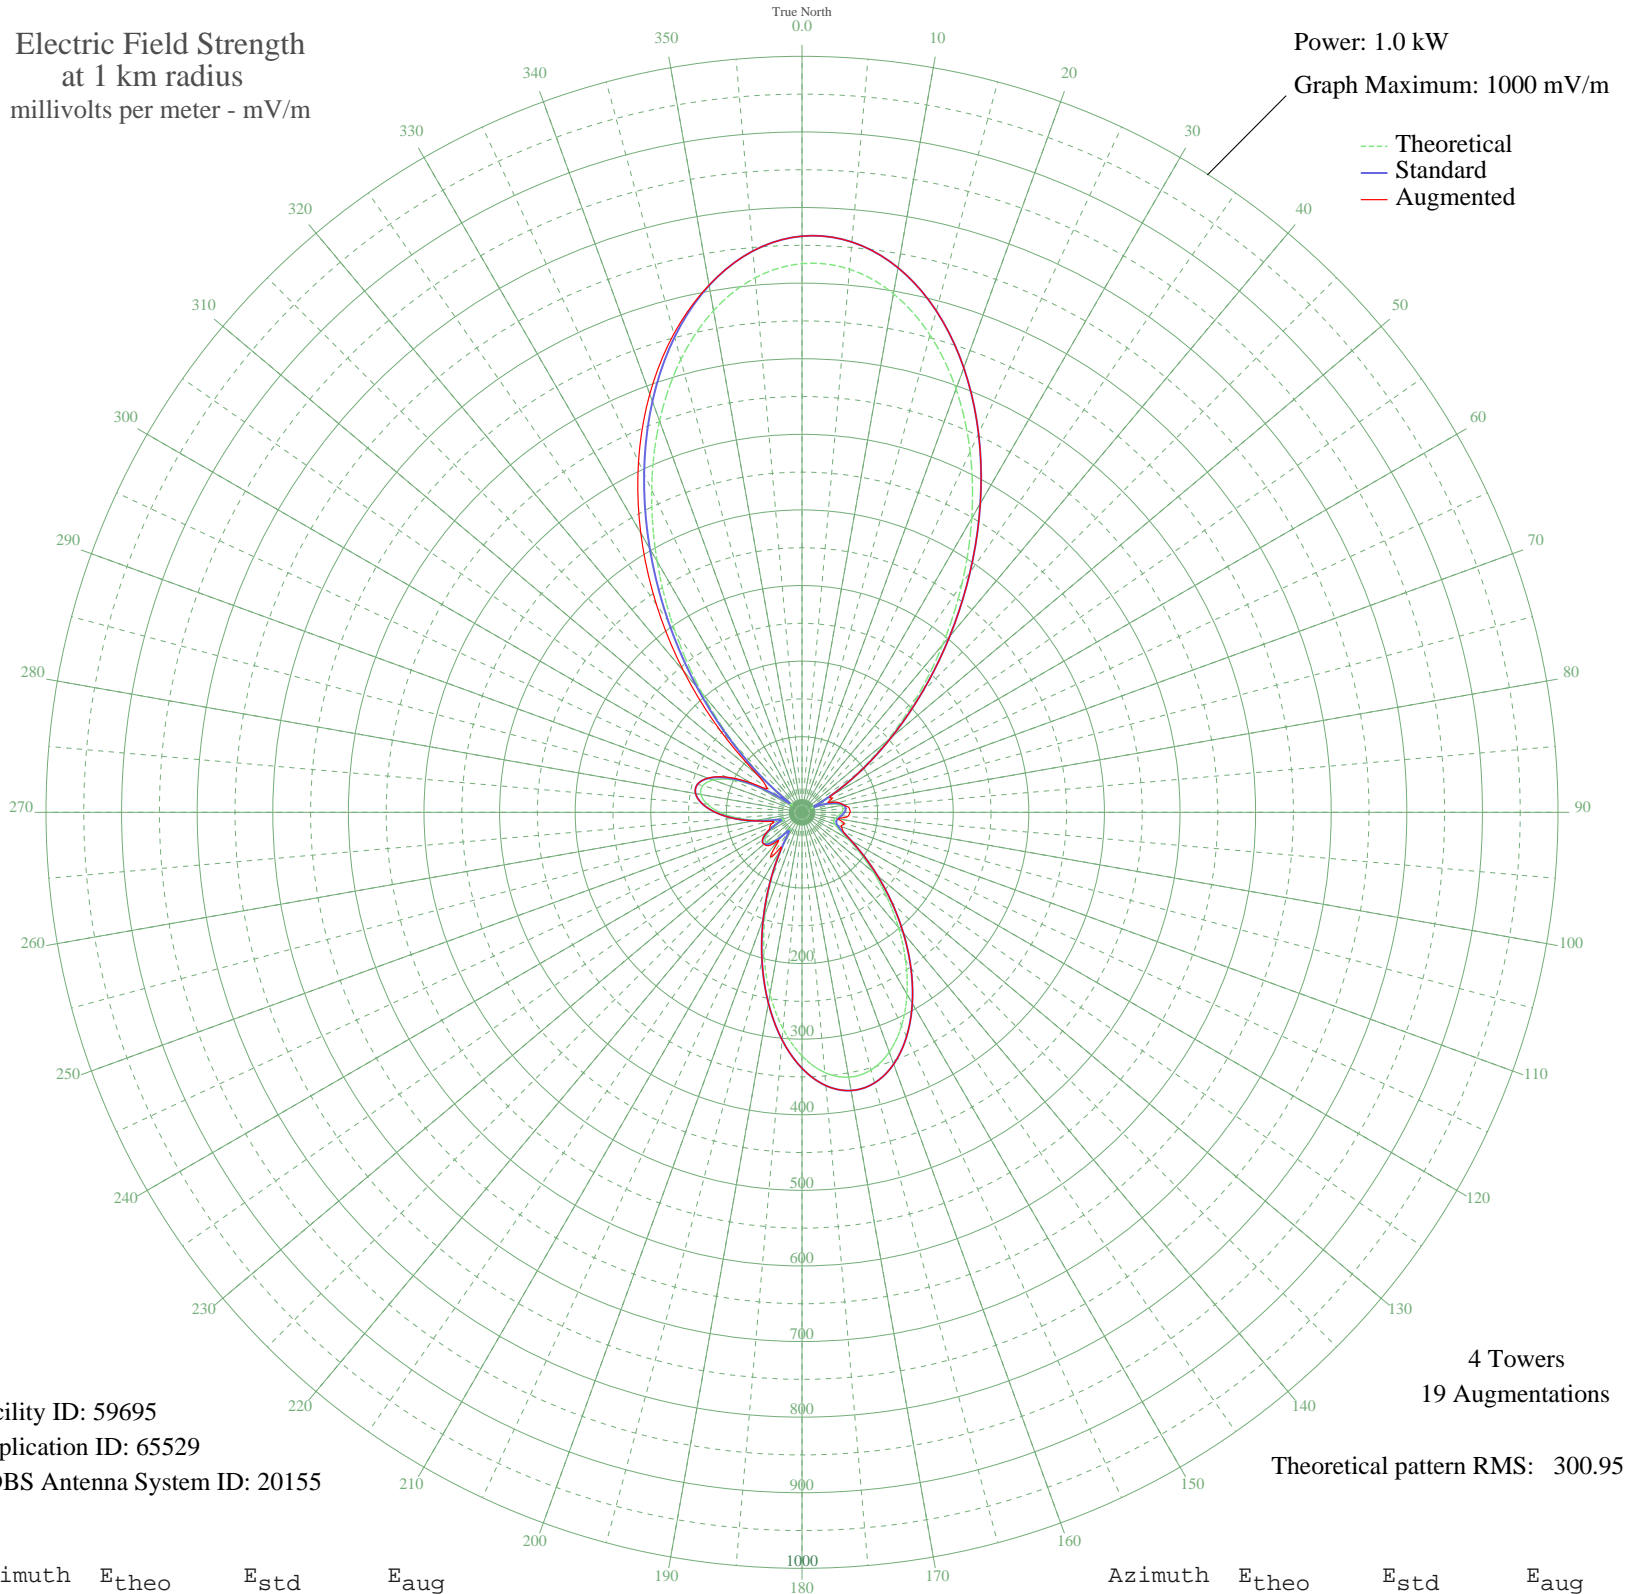 True North
Electric Field Strength
at 1 km radius
millivolts per meter - mV/m
Power: 1.0 kW
Graph Maximum: 1000 mV/m
Theoretical
Standard
Augmented
0.0
10
20
30
40
50
60
70
80
90
100
110
120
130
140
150
160
170
180
190
200
210
220
230
240
250
260
270
280
290
300
310
320
330
340
350
200
300
400
500
600
700
800
900
1000
4 Towers
19 Augmentations
Theoretical pattern RMS: 300.95
cility ID: 59695
plication ID: 65529
DBS Antenna System ID: 20155
imuth Etheo Estd Eaug
Azimuth Etheo Estd Eaug